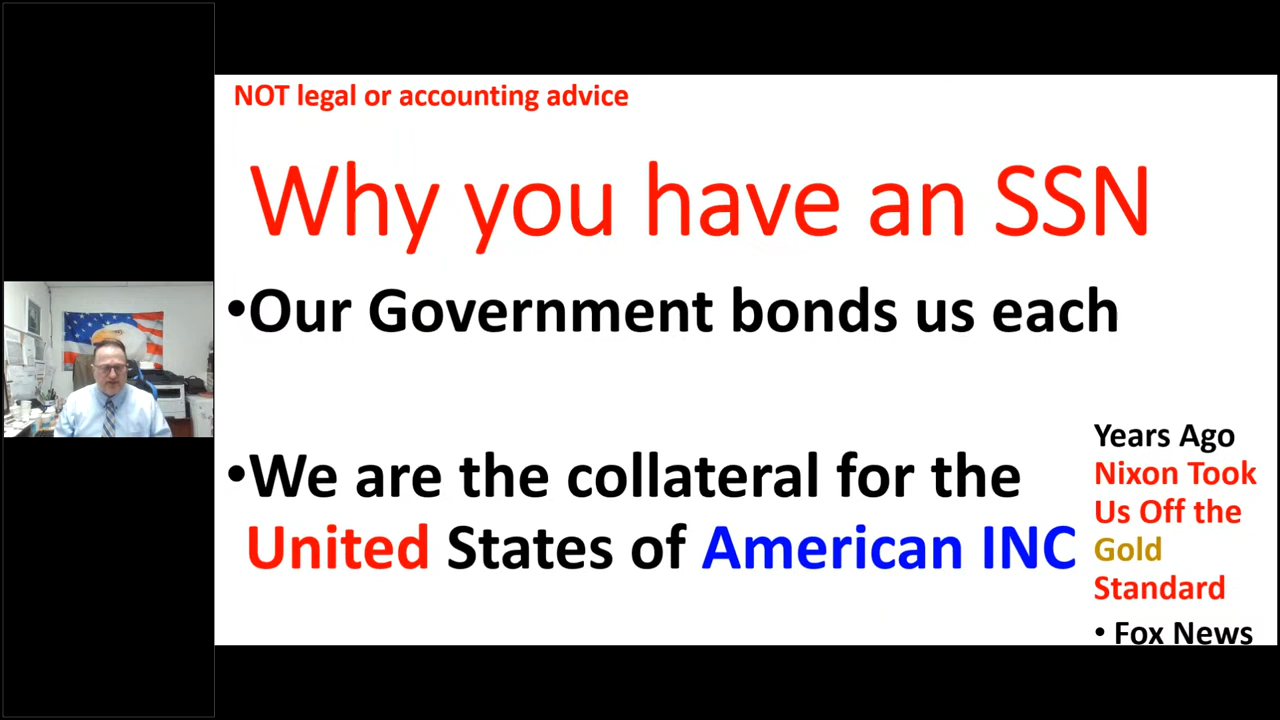 NOT legal or accounting advice
Why you have an SSN
•Our Government bonds us each
•We are the collateral for the
United States of American INC
Years Ago
Nixon Took
Us Off the
Gold
Standard
• Fox News